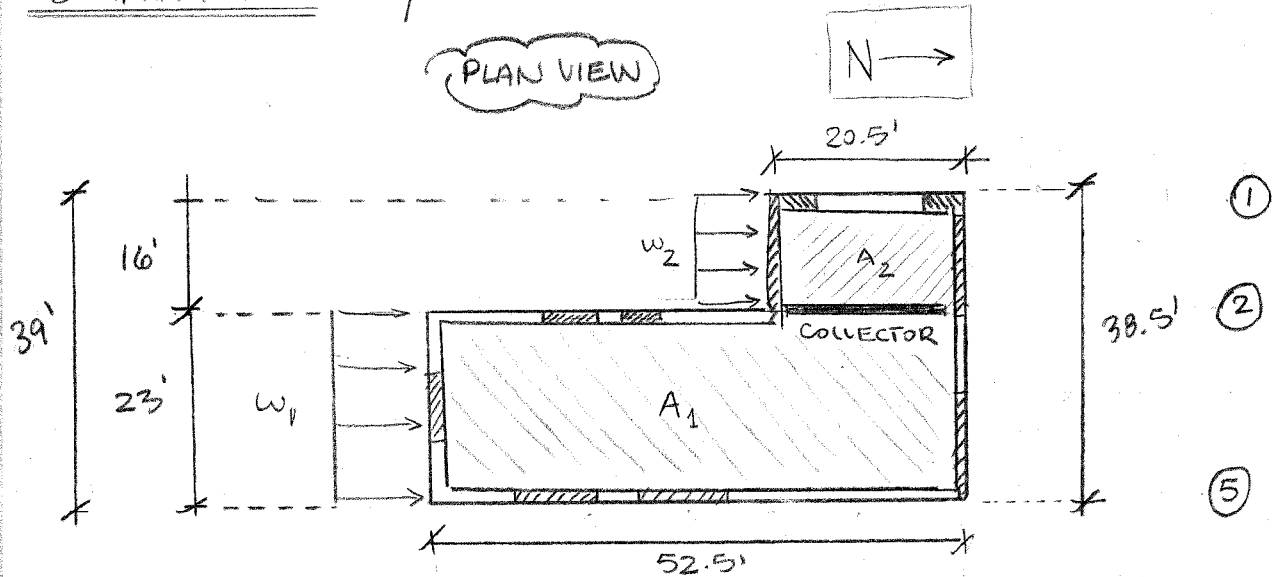 PLAN VIEW
N
20.5'
1
16'
w2
A2
2
39'
COLLECTOR
38.5'
23'
w1
A1
5
52.5'